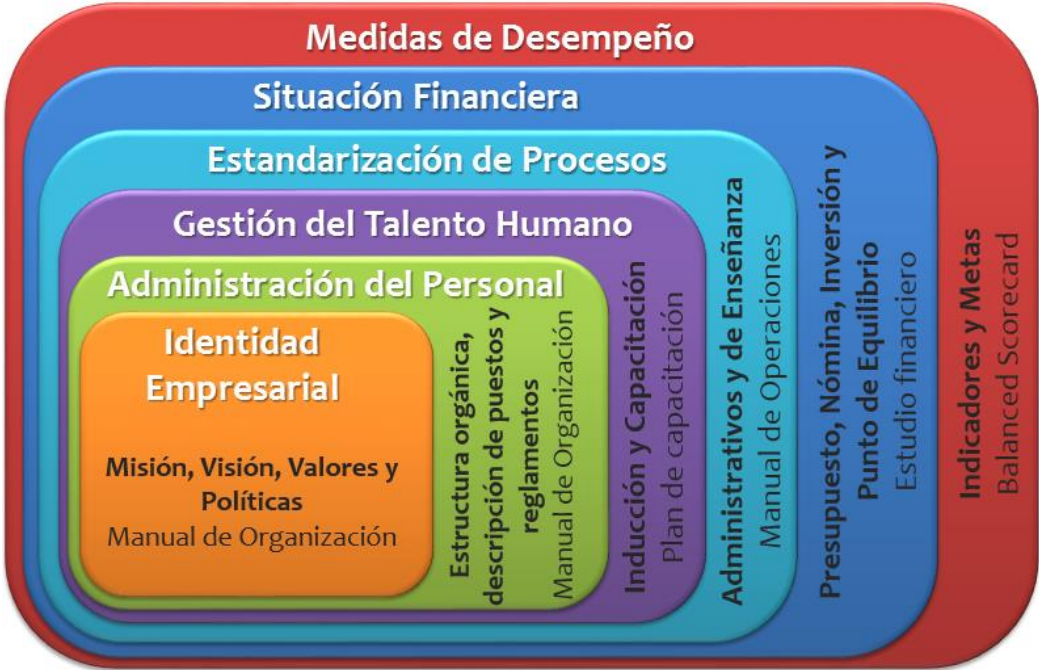 Medidas de Desempeño
Situación Financiera
Estandarización de Procesos
Gestión del Talento Humano
Administración del Personal
Identidad
Empresarial
Misión, Visión, Valores y
Políticas
Manual de Organización
Estructura orgánica,
descripción de puestos y
reglamentos
Manual de Organización
Inducción y Capacitación
Plan de capacitación
Administrativos y de Enseñanza
Manual de Operaciones
Presupuesto, Nómina, Inversión y
Punto de Equilibrio
Estudio financiero
Indicadores y Metas
Balanced Scorecard